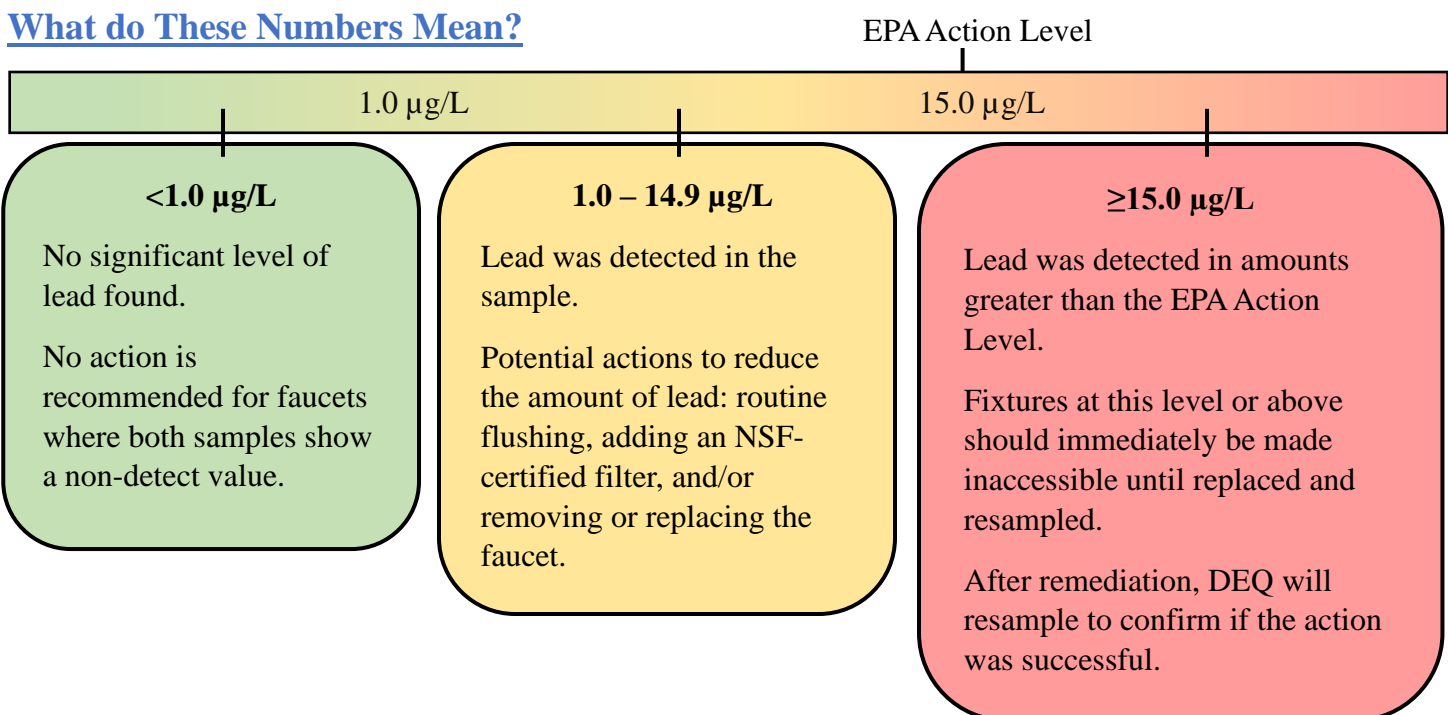 What do These Numbers Mean?
EPA Action Level
1.0 µg/L
15.0 µg/L
<1.0 µg/L
No significant level of
lead found.
No action is
recommended for faucets
where both samples show
a non-detect value.
1.0 – 14.9 µg/L
Lead was detected in the
sample.
Potential actions to reduce
the amount of lead: routine
flushing, adding an NSF-
certified filter, and/or
removing or replacing the
faucet.
≥15.0 µg/L
Lead was detected in amounts
greater than the EPA Action
Level.
Fixtures at this level or above
should immediately be made
inaccessible until replaced and
resampled.
After remediation, DEQ will
resample to confirm if the action
was successful.